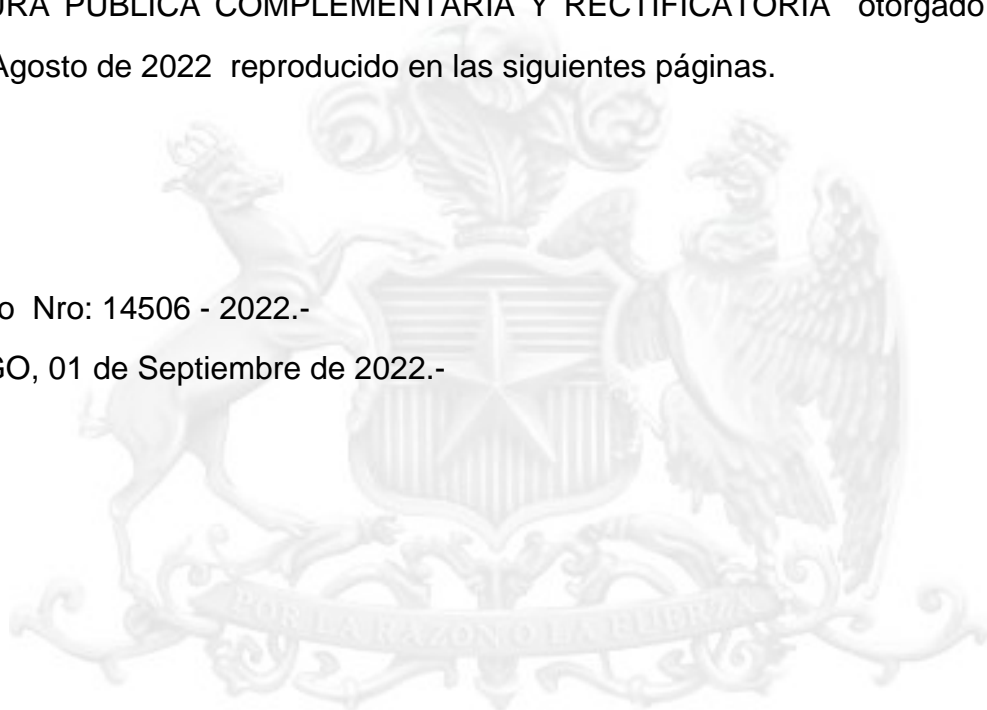 URA PUBLICA COMPLEMENTARIA Y RECTIFICATORIA otorgado
Agosto de 2022 reproducido en las siguientes páginas.
o Nro: 14506 - 2022.-
GO, 01 de Septiembre de 2022.-
POR LA RAZON O LA FUERZA